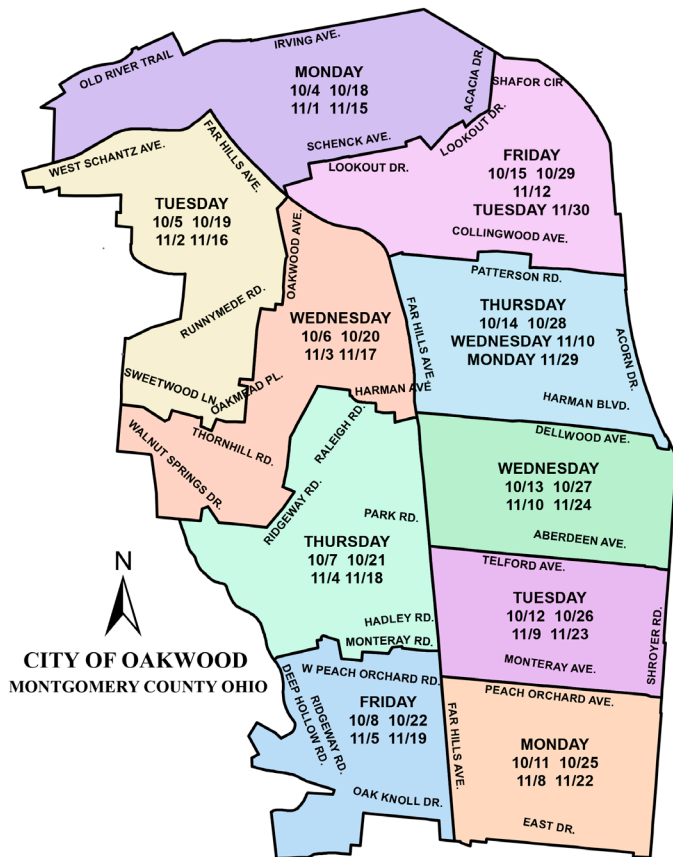 IRVING AVE.
OLD RIVER TRAIL
MONDAY
10/4 10/18
11/1 11/15
ACACIA DR.
SHAFOR CIR
SCHENCK AVE.
LOOKOUT DR.
LOOKOUT DR.
FRIDAY
10/15 10/29
11/12
TUESDAY 11/30
COLLINGWOOD AVE.
WEST SCHANTZ AVE.
FAR HILLS AVE.
TUESDAY
10/5 10/19
11/2 11/16
RUNNYMEDE RD.
SWEETWOOD LN
OAKWOOD AVE.
WEDNESDAY
10/6 10/20
11/3 11/17
OAKMEAD PL.
HARMAN AVE
THORNHILL RD.
WALNUT SPRINGS DR.
PATTERSON RD.
FAR HILLS AVE.
THURSDAY
10/14 10/28
WEDNESDAY 11/10
MONDAY 11/29
ACORN DR.
HARMAN BLVD.
DELLWOOD AVE.
WEDNESDAY
10/13 10/27
11/10 11/24
ABERDEEN AVE.
RALEIGH RD.
RIDGEWAY RD.
PARK RD.
THURSDAY
10/7 10/21
11/4 11/18
HADLEY RD.
MONTERAY RD.
TELFORD AVE.
TUESDAY
10/12 10/26
11/9 11/23
MONTERAY AVE.
SHROYER RD.
N
CITY OF OAKWOOD
MONTGOMERY COUNTY OHIO
W PEACH ORCHARD RD.
DEEP HOLLOW RD.
RIDGEWAY RD.
FRIDAY
10/8 10/22
11/5 11/19
OAK KNOLL DR.
FAR HILLS AVE.
PEACH ORCHARD AVE.
MONDAY
10/11 10/25
11/8 11/22
EAST DR.